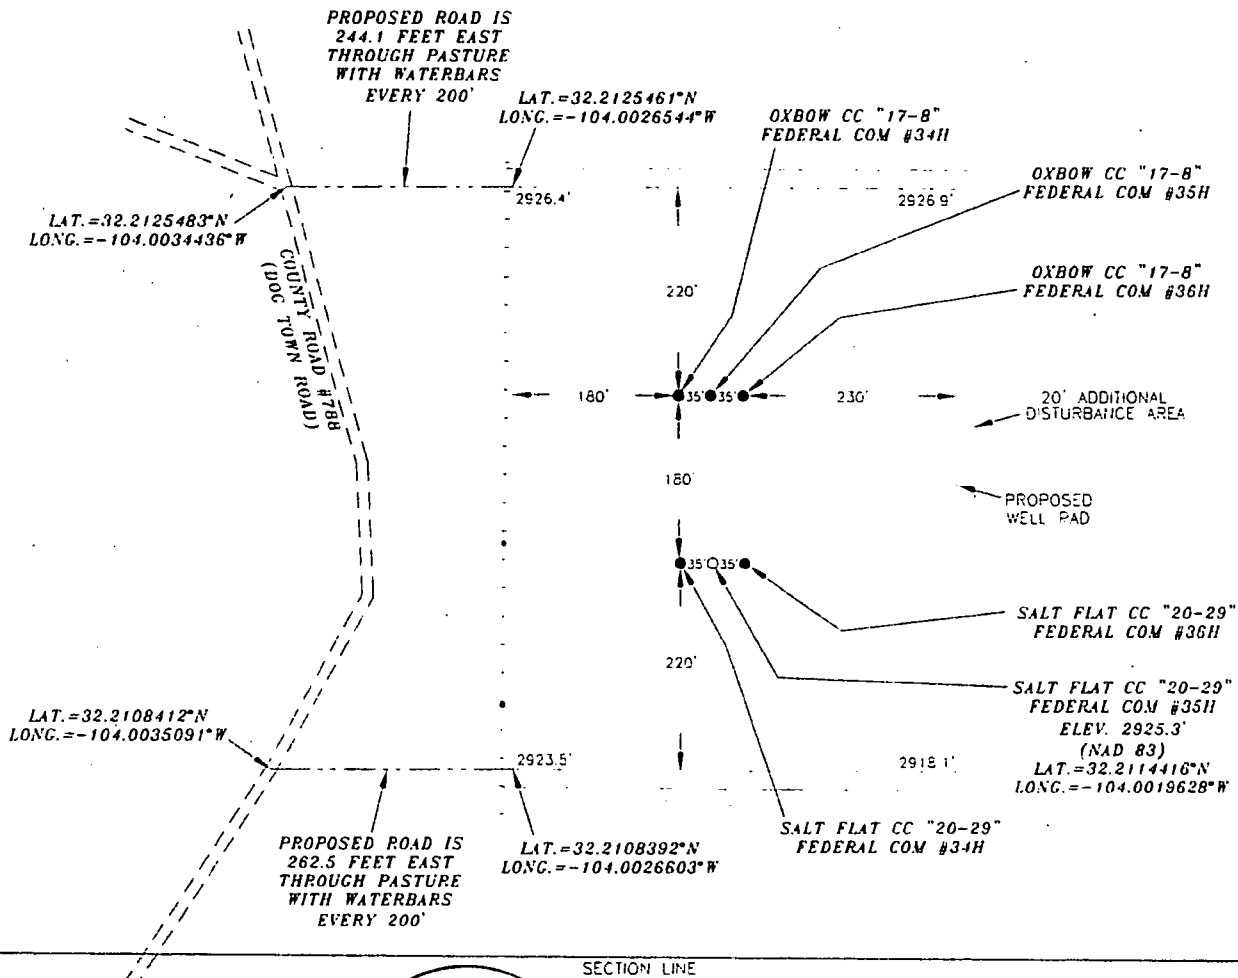 PROPOSED ROAD IS
244.1 FEET EAST
THROUGH PASTURE
WITH WATERBARS
EVERY 200'
LAT.=32.2125461°N
LONG.=-104.0026544°W
OXBOW CC "17-8"
FEDERAL COM #34H
OXBOW CC "17-8"
FEDERAL COM #35H
2926.4'
2926.9'
LAT.=32.2125483°N
LONG.=-104.0034436°W
COUNTY ROAD #788
(DOG TOWN ROAD)
OXBOW CC "17-8"
FEDERAL COM #36H
220'
180'
35'
35'
230'
20' ADDITIONAL
DISTURBANCE AREA
180'
PROPOSED
WELL PAD
35'
35'
SALT FLAT CC "20-29"
FEDERAL COM #36H
220'
SALT FLAT CC "20-29"
FEDERAL COM #35H
ELEV. 2925.3'
(NAD 83)
LAT.=32.2114416°N
LONG.=-104.0019628°W
LAT.=32.2108412°N
LONG.=-104.0035091°W
2923.5'
2918.1'
SALT FLAT CC "20-29"
FEDERAL COM #34H
PROPOSED ROAD IS
262.5 FEET EAST
THROUGH PASTURE
WITH WATERBARS
EVERY 200'
LAT.=32.2108392°N
LONG.=-104.0026603°W
SECTION LINE